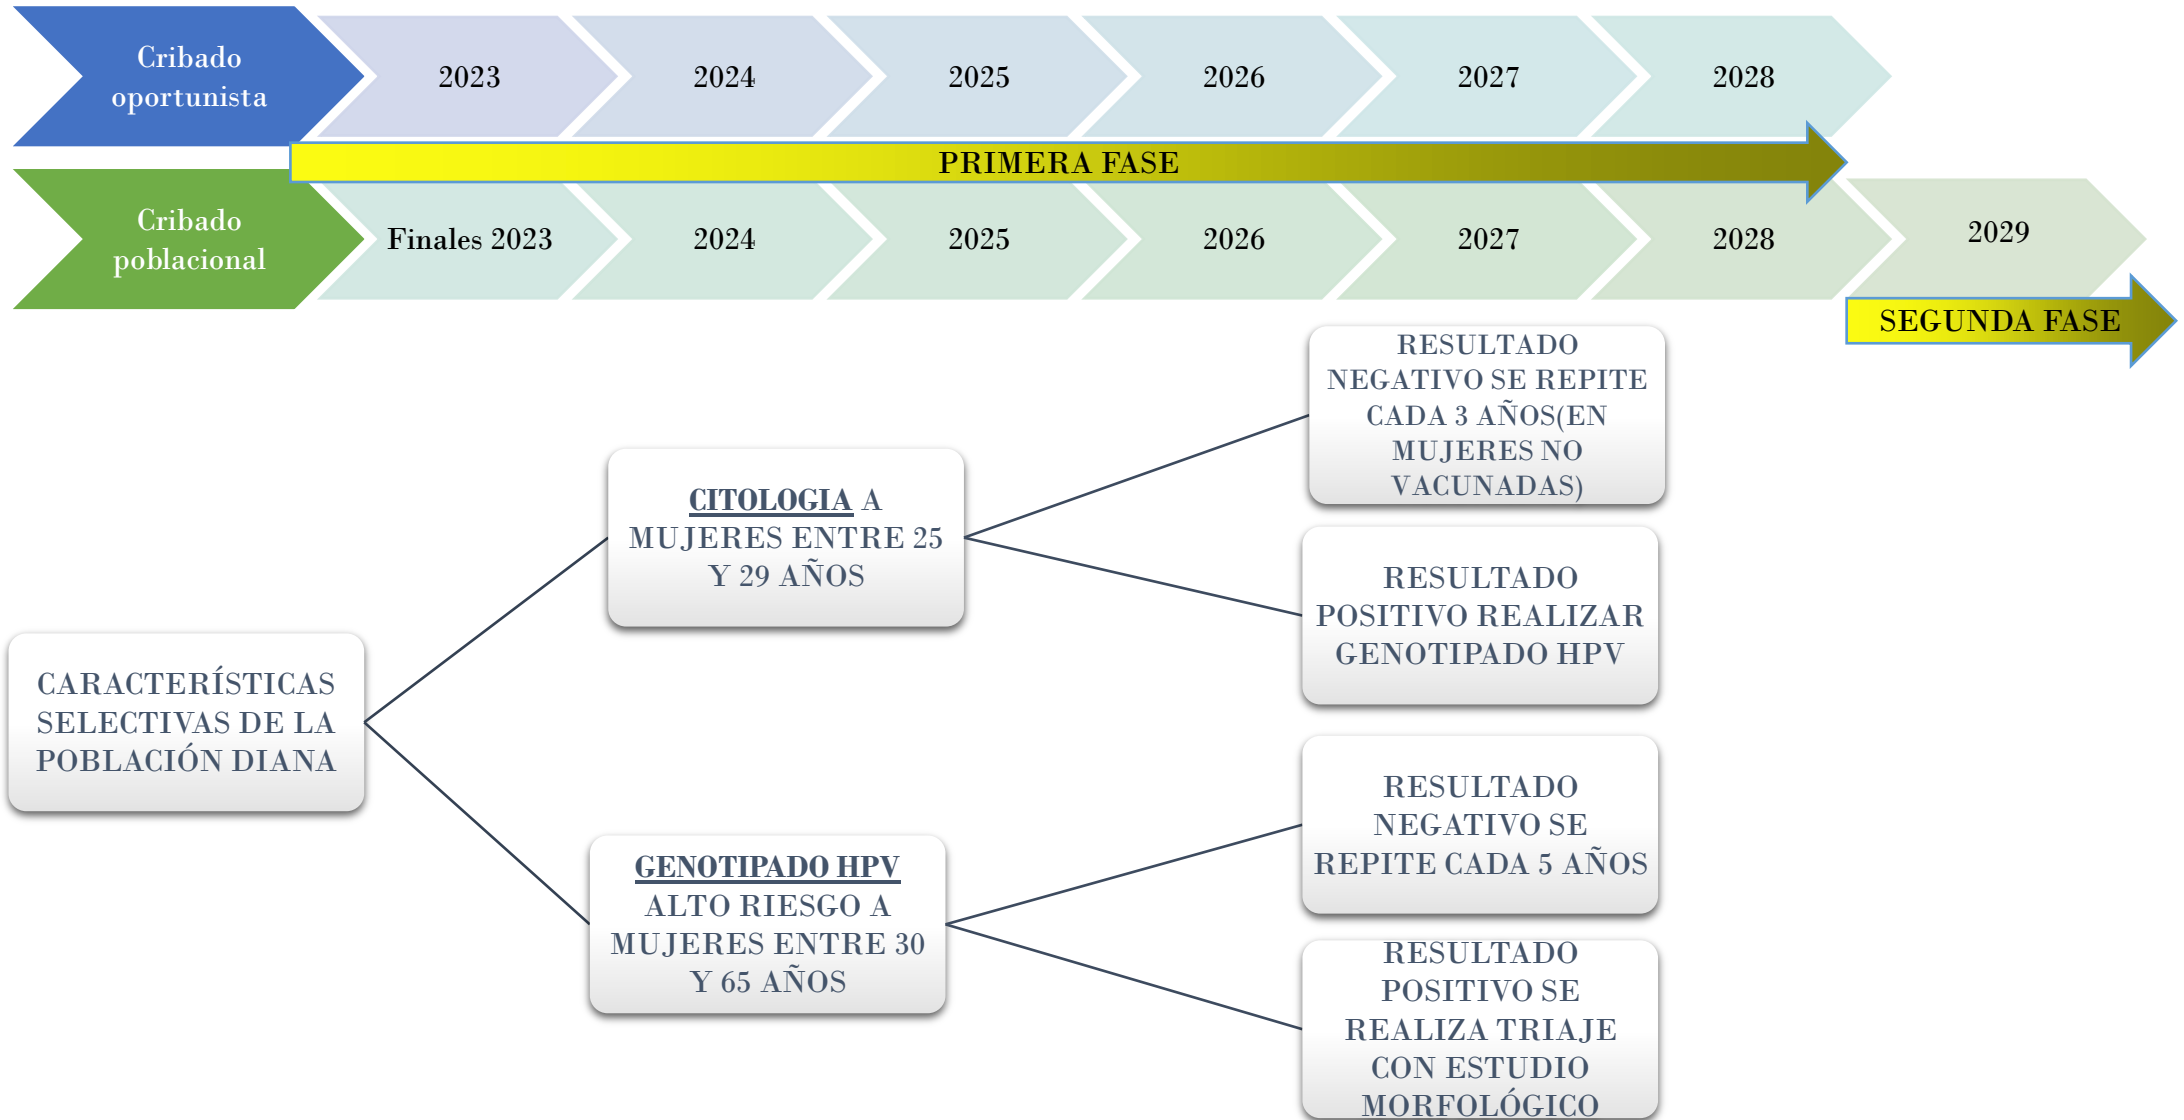 Cribado
oportunista
2023
2024
2025
2026
2027
2028
PRIMERA FASE
Cribado
poblacional
Finales 2023
2024
2025
2026
2027
2028
2029
SEGUNDA FASE
CARACTERÍSTICAS
SELECTIVAS DE LA
POBLACIÓN DIANA
CITOLOGIA A
MUJERES ENTRE 25
Y 29 AÑOS
RESULTADO
NEGATIVO SE REPITE
CADA 3 AÑOS(EN
MUJERES NO
VACUNADAS)
RESULTADO
POSITIVO REALIZAR
GENOTIPADO HPV
GENOTIPADO HPV
ALTO RIESGO A
MUJERES ENTRE 30
Y 65 AÑOS
RESULTADO
NEGATIVO SE
REPITE CADA 5 AÑOS
RESULTADO
POSITIVO SE
REALIZA TRIAJE
CON ESTUDIO
MORFOLÓGICO